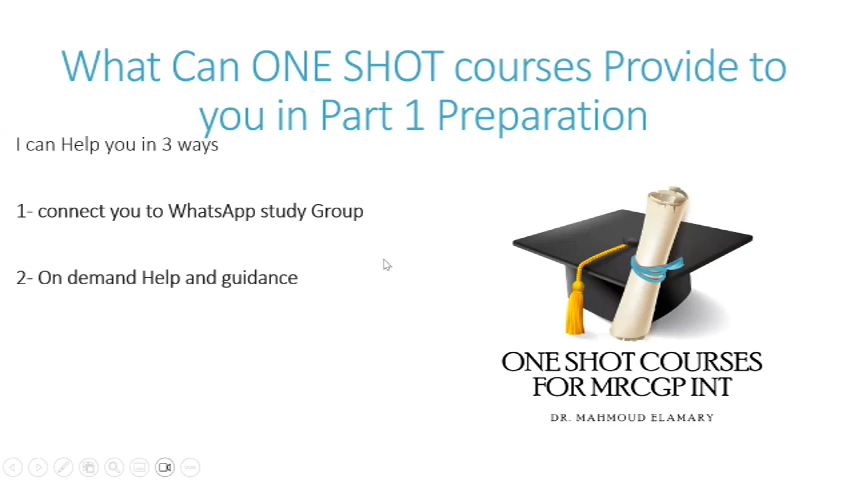 What Can ONE SHOT courses Provide to
you in Part 1 Preparation
I can Help you in 3 ways
1- connect you to WhatsApp study Group
2- On demand Help and guidance
ONE SHOT COURSES
FOR MRCGP INT
DR. MAHMOUD ELAMARY